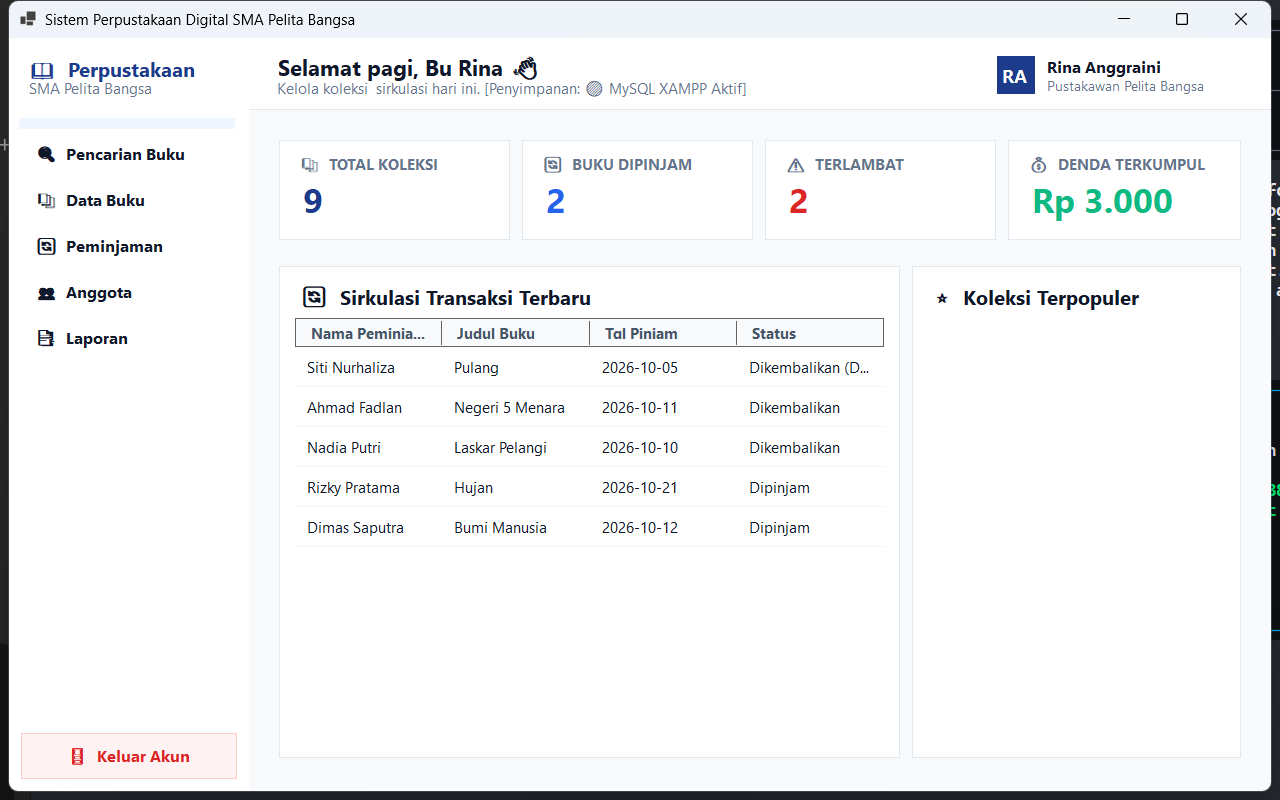 Sistem Perpustakaan Digital SMA Pelita Bangsa
Perpustakaan
SMA Pelita Bangsa
Selamat pagi, Bu Rina
Kelola koleksi sirkulasi hari ini. [Penyimpanan: MySQL XAMPP Aktif]
RA
Rina Anggraini
Pustakawan Pelita Bangsa
Pencarian Buku
Data Buku
Peminjaman
Anggota
Laporan
Keluar Akun
TOTAL KOLEKSI
9
BUKU DIPINJAM
2
TERLAMBAT
2
DENDA TERKUMPUL
Rp 3.000
Sirkulasi Transaksi Terbaru
Nama Peminja... Judul Buku Tgl Pinjam Status
Siti Nurhaliza Pulang 2026-10-05 Dikembalikan (D...
Ahmad Fadlan Negeri 5 Menara 2026-10-11 Dikembalikan
Nadia Putri Laskar Pelangi 2026-10-10 Dikembalikan
Rizky Pratama Hujan 2026-10-21 Dipinjam
Dimas Saputra Bumi Manusia 2026-10-12 Dipinjam
Koleksi Terpopuler